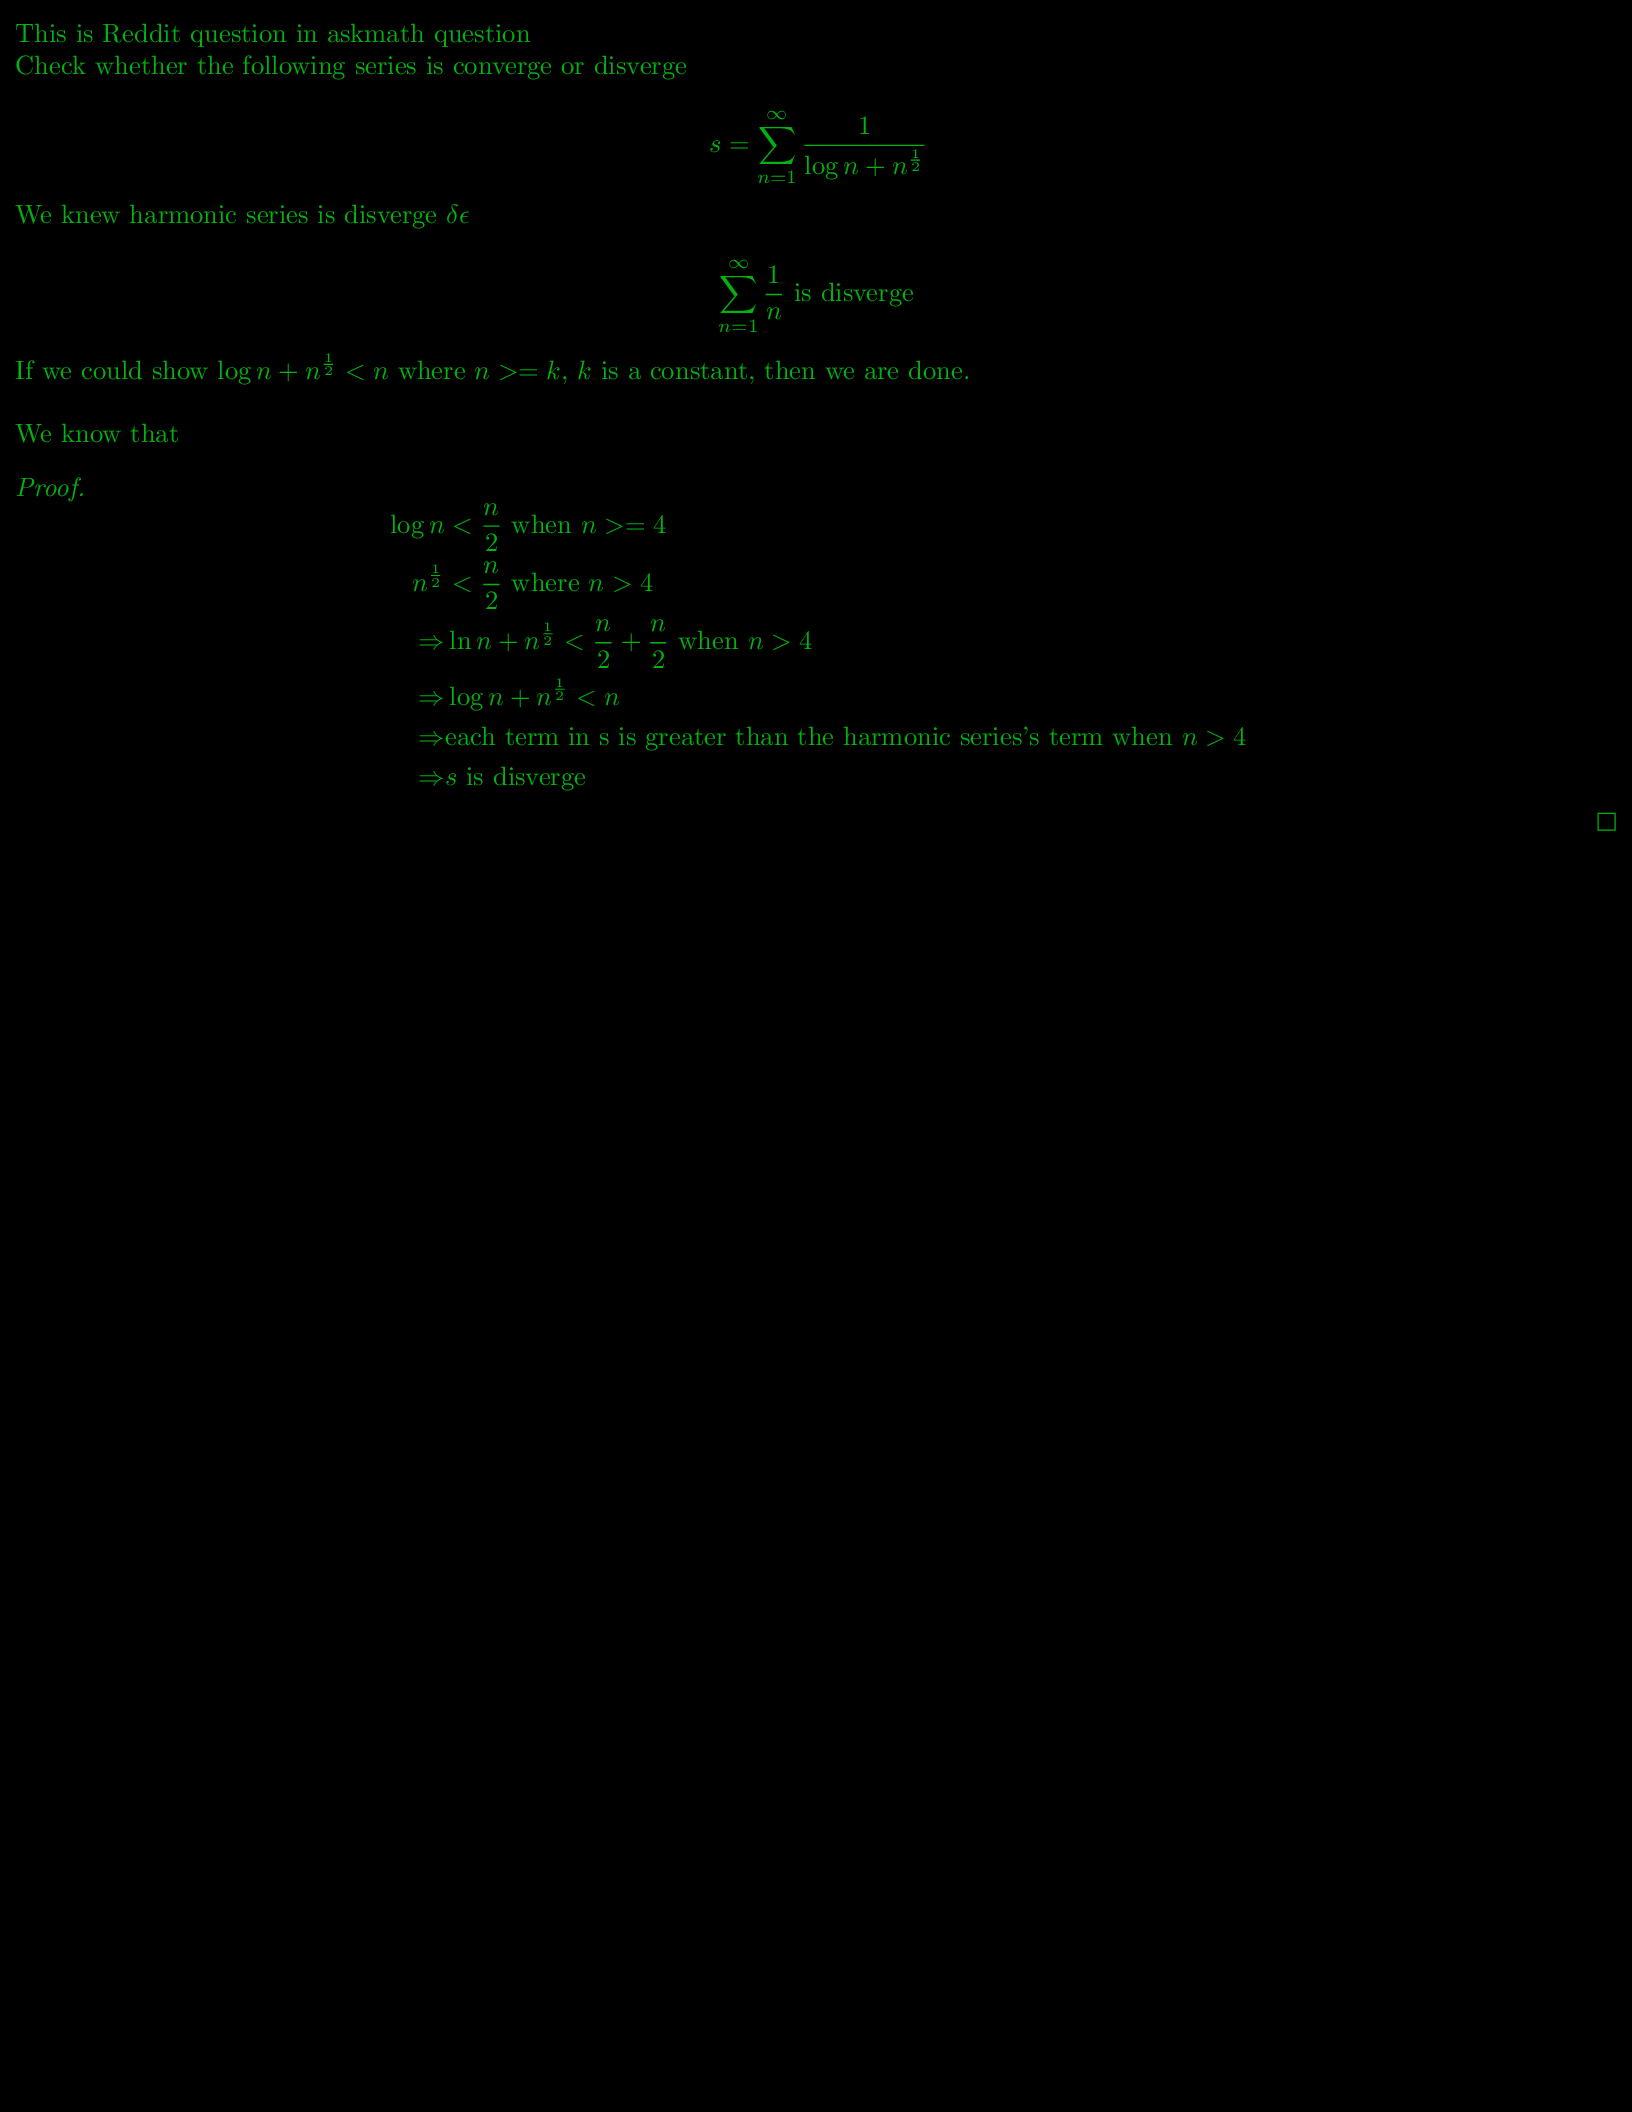 This is Reddit question in askmath question
Check whether the following series is converge or disverge
$$s = \sum_{n=1}^{\infty} \frac{1}{\log n + n^{\frac{1}{2}}}$$
We knew harmonic series is disverge $\delta\epsilon$
$$\sum_{n=1}^{\infty} \frac{1}{n} \text{ is disverge}$$
If we could show $\log n + n^{\frac{1}{2}} < n$ where $n >= k$, $k$ is a constant, then we are done.
We know that
Proof.
$\log n < \frac{n}{2}$ when $n >= 4$
$n^{\frac{1}{2}} < \frac{n}{2}$ where $n > 4$
$\Rightarrow \ln n + n^{\frac{1}{2}} < \frac{n}{2} + \frac{n}{2}$ when $n > 4$
$\Rightarrow \log n + n^{\frac{1}{2}} < n$
$\Rightarrow$each term in s is greater than the harmonic series's term when $n > 4$
$\Rightarrow s$ is disverge
□